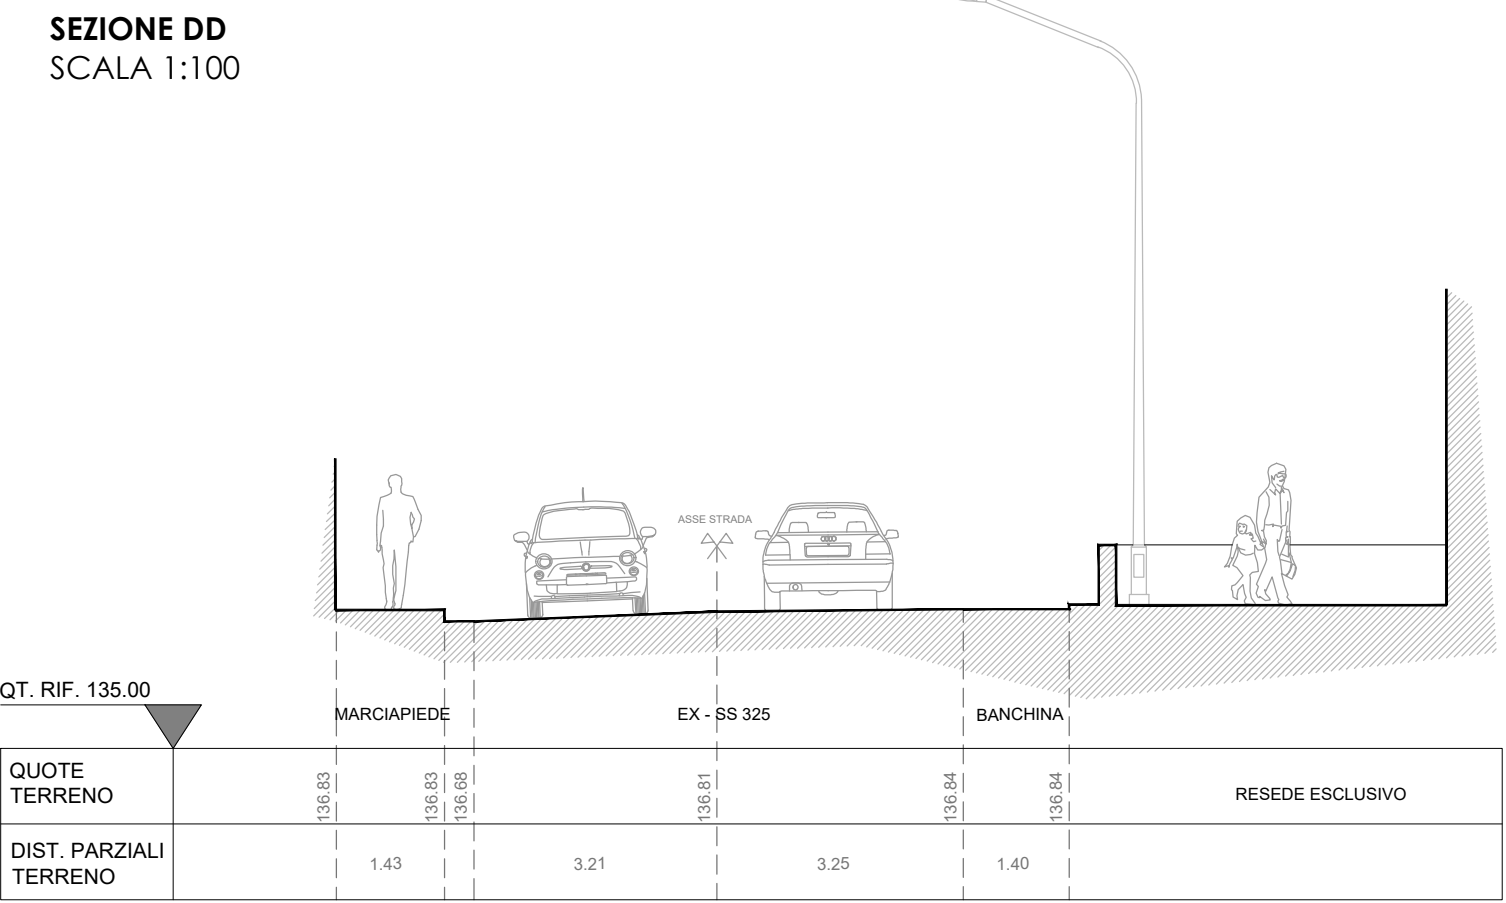 SEZIONE DD
SCALA 1:100
ASSE STRADA
QT. RIF. 135.00
MARCIAPIEDE
EX - SS 325
BANCHINA
QUOTE
TERRENO
136.83
136.83
136.68
136.81
136.84
136.84
RESEDE ESCLUSIVO
DIST. PARZIALI
TERRENO
1.43
3.21
3.25
1.40